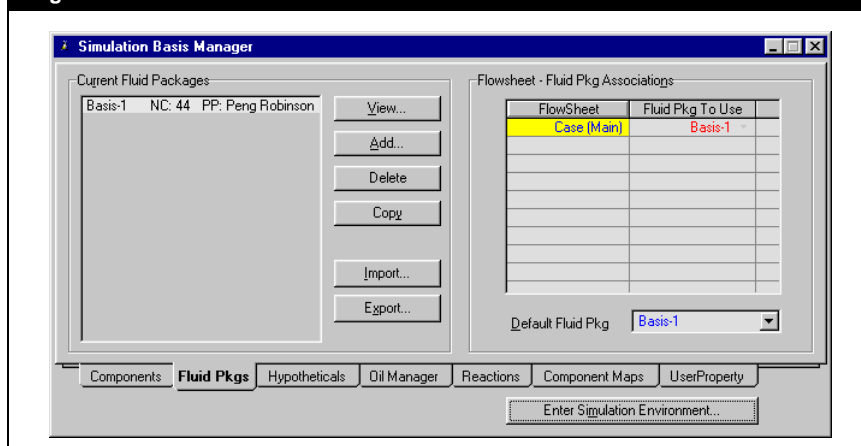 Simulation Basis Manager
Current Fluid Packages
Basis-1 NC: 44 PP: Peng Robinson
View...
Add...
Delete
Copy
Import...
Export...
Flowsheet - Fluid Pkg Associations
FlowSheet Fluid Pkg To Use
Case (Main) Basis-1
Default Fluid Pkg Basis-1
Components Fluid Pkgs Hypotheticals Oil Manager Reactions Component Maps UserProperty
Enter Simulation Environment...